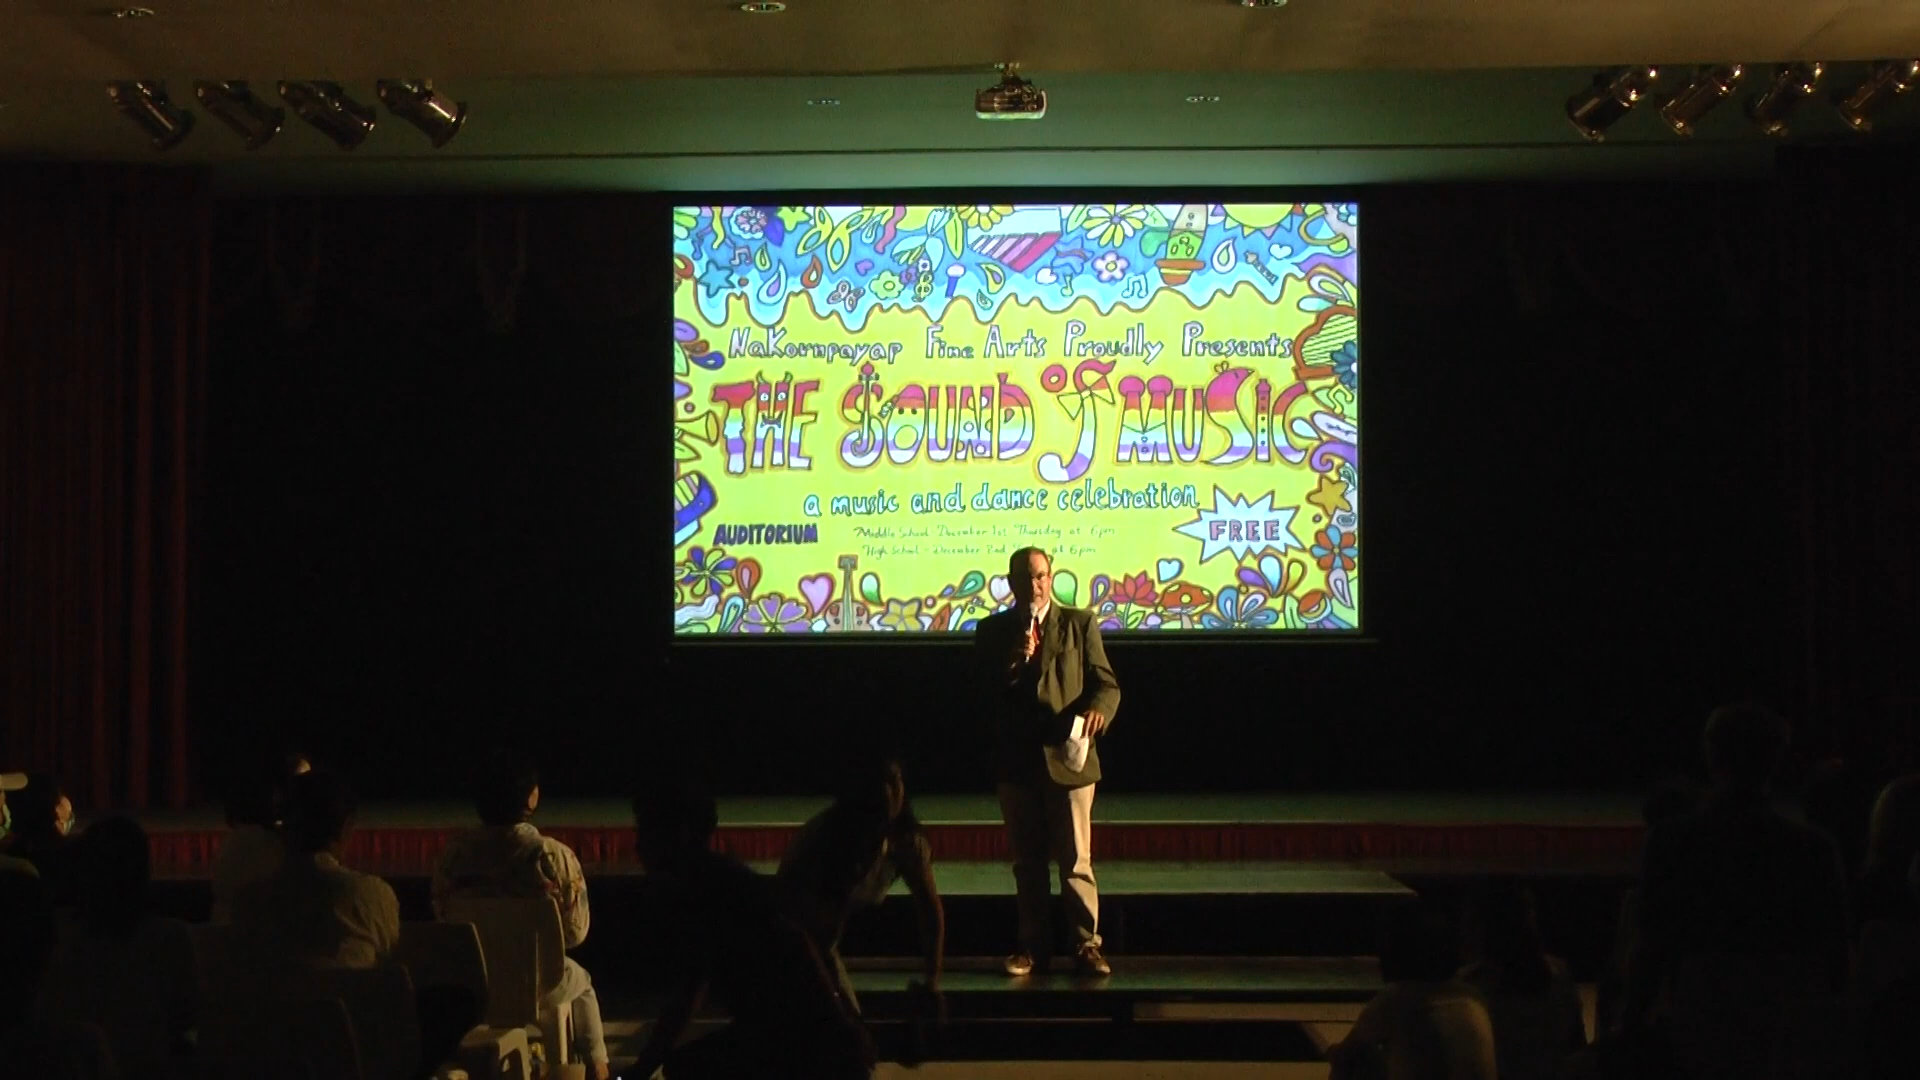 NaKornpayap Fine Arts Proudly Presents
THE SOUND OF MUSIC
a music and dance celebration
AUDITORIUM
Middle School - December 1st Thursday at 6pm
High School - December 2nd at 6pm
FREE